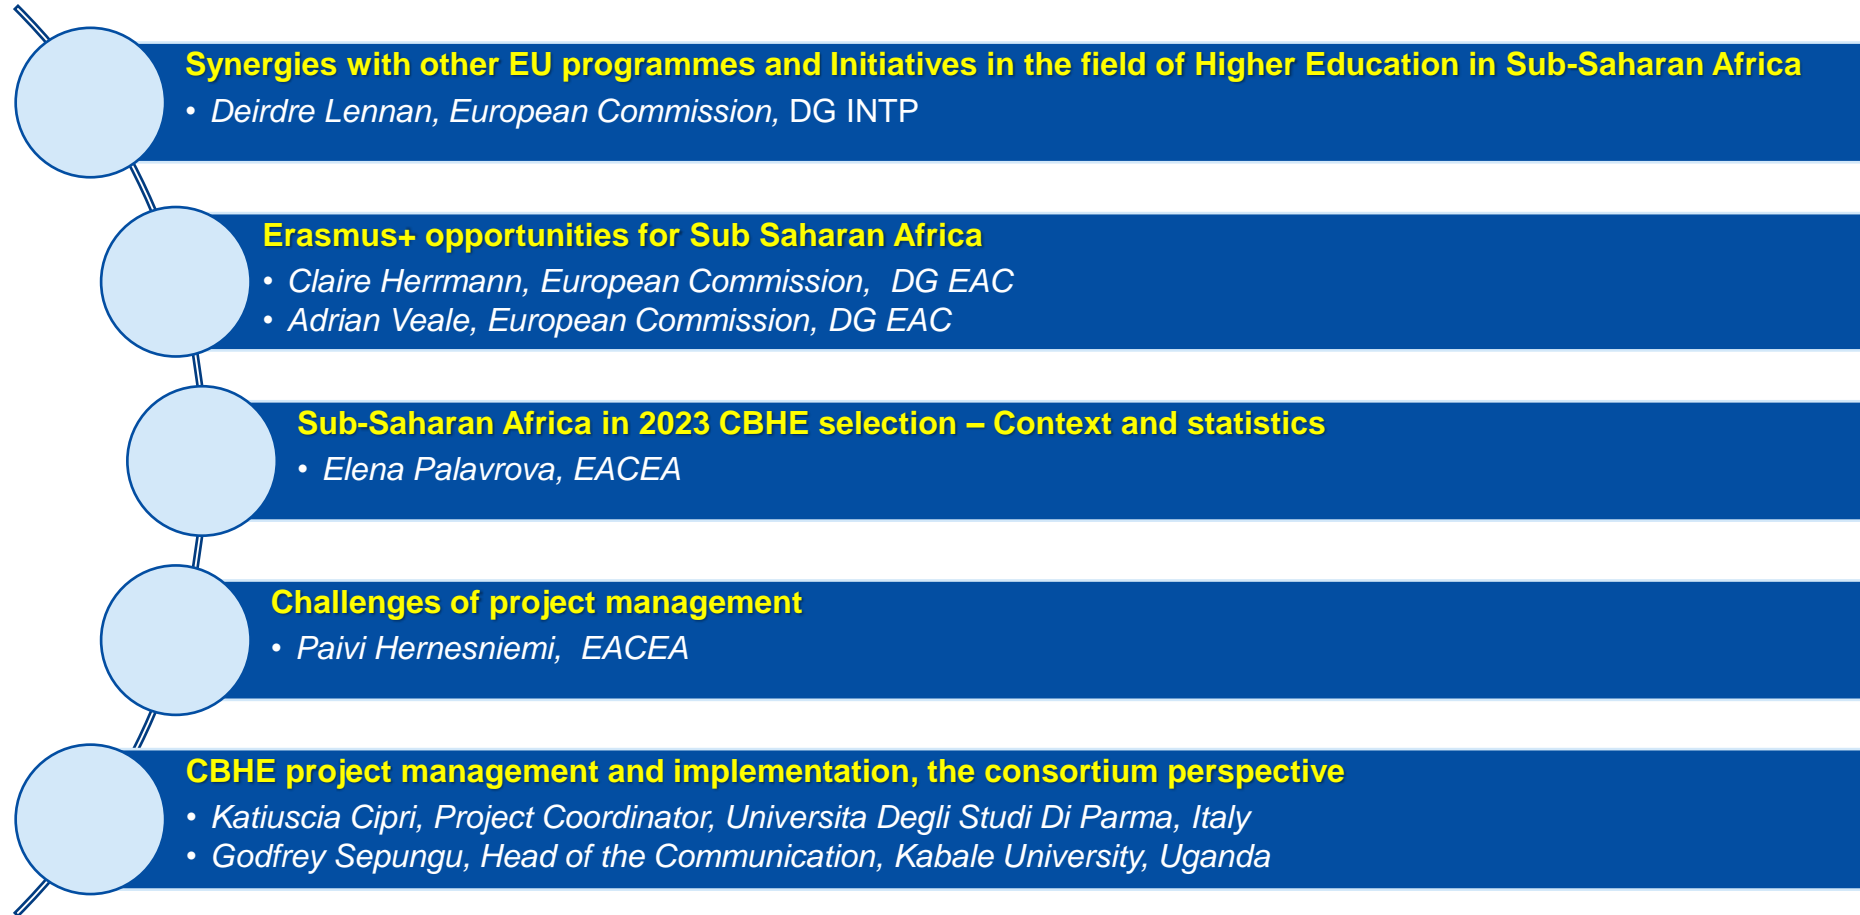 Synergies with other EU programmes and Initiatives in the field of Higher Education in Sub-Saharan Africa
• Deirdre Lennan, European Commission, DG INTP
Erasmus+ opportunities for Sub Saharan Africa
• Claire Herrmann, European Commission, DG EAC
• Adrian Veale, European Commission, DG EAC
Sub-Saharan Africa in 2023 CBHE selection – Context and statistics
• Elena Palavrova, EACEA
Challenges of project management
• Paivi Hernesniemi, EACEA
CBHE project management and implementation, the consortium perspective
• Katiuscia Cipri, Project Coordinator, Universita Degli Studi Di Parma, Italy
• Godfrey Sepungu, Head of the Communication, Kabale University, Uganda